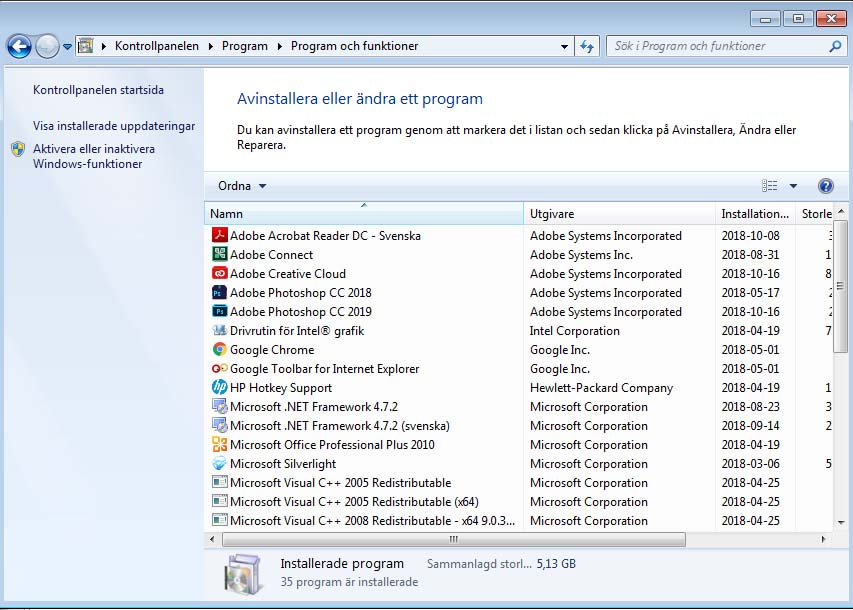 Kontrollpanelen Program Program och funktioner Sök i Program och funktioner
Kontrollpanelen startsida
Visa installerade uppdateringar
Aktivera eller inaktivera
Windows-funktioner
Avinstallera eller ändra ett program
Du kan avinstallera ett program genom att markera det i listan och sedan klicka på Avinstallera, Ändra eller
Reparera.
Ordna
Namn Utgivare Installation... Storle
Adobe Acrobat Reader DC - Svenska Adobe Systems Incorporated 2018-10-08
Adobe Connect Adobe Systems Inc. 2018-08-31 1
Adobe Creative Cloud Adobe Systems Incorporated 2018-10-16 8
Adobe Photoshop CC 2018 Adobe Systems Incorporated 2018-05-17 2
Adobe Photoshop CC 2019 Adobe Systems Incorporated 2018-10-16 2
Drivrutin för Intel® grafik Intel Corporation 2018-04-19 7
Google Chrome Google Inc. 2018-05-01
Google Toolbar for Internet Explorer Google Inc. 2018-05-01
HP Hotkey Support Hewlett-Packard Company 2018-04-19 1
Microsoft .NET Framework 4.7.2 Microsoft Corporation 2018-08-23 3
Microsoft .NET Framework 4.7.2 (svenska) Microsoft Corporation 2018-09-14 2
Microsoft Office Professional Plus 2010 Microsoft Corporation 2018-04-19
Microsoft Silverlight Microsoft Corporation 2018-03-06 5
Microsoft Visual C++ 2005 Redistributable Microsoft Corporation 2018-04-25
Microsoft Visual C++ 2005 Redistributable (x64) Microsoft Corporation 2018-04-25
Microsoft Visual C++ 2008 Redistributable - x64 9.0.3... Microsoft Corporation 2018-04-25
Installerade program Sammanlagd storl... 5,13 GB
35 program är installerade